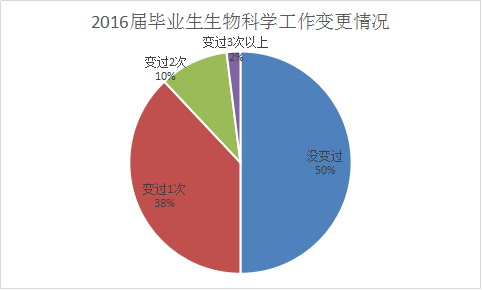 2016届毕业生生物科学工作变更情况
变过3次以上
2%
变过2次
10%
没变过
50%
变过1次
38%